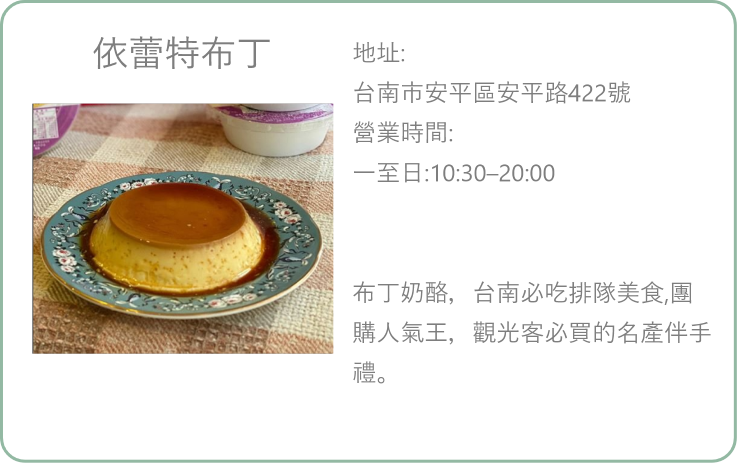 依蕾特布丁
地址:
台南市安平區安平路422號
營業時間:
一至日:10:30–20:00
布丁奶酪，台南必吃排隊美食,團
購人氣王，觀光客必買的名產伴手
禮。